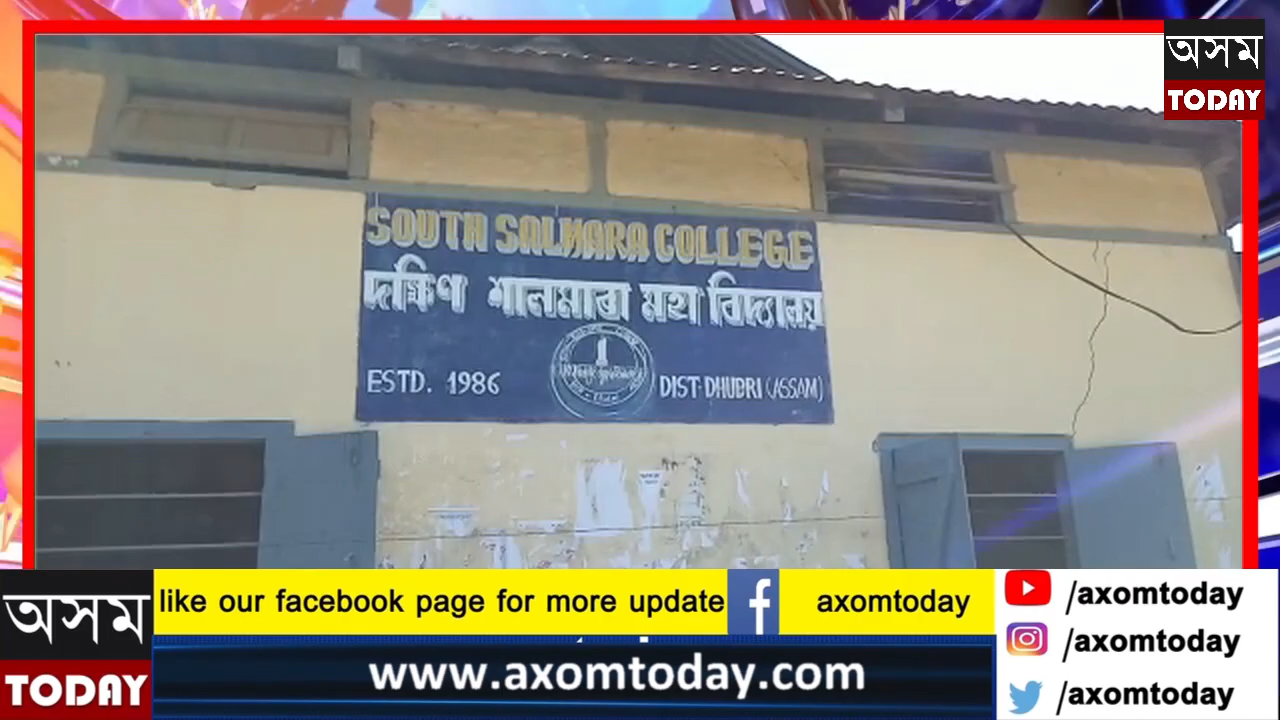 অসম
TODAY
SOUTH SALMARA COLLEGE
দক্ষিণ শালমাৰা মহা বিদ্যালয়
ESTD. 1986
DIST-DHUBRI (ASSAM)
like our facebook page for more update
axomtoday
অসম
TODAY
www.axomtoday.com
/axomtoday
/axomtoday
/axomtoday